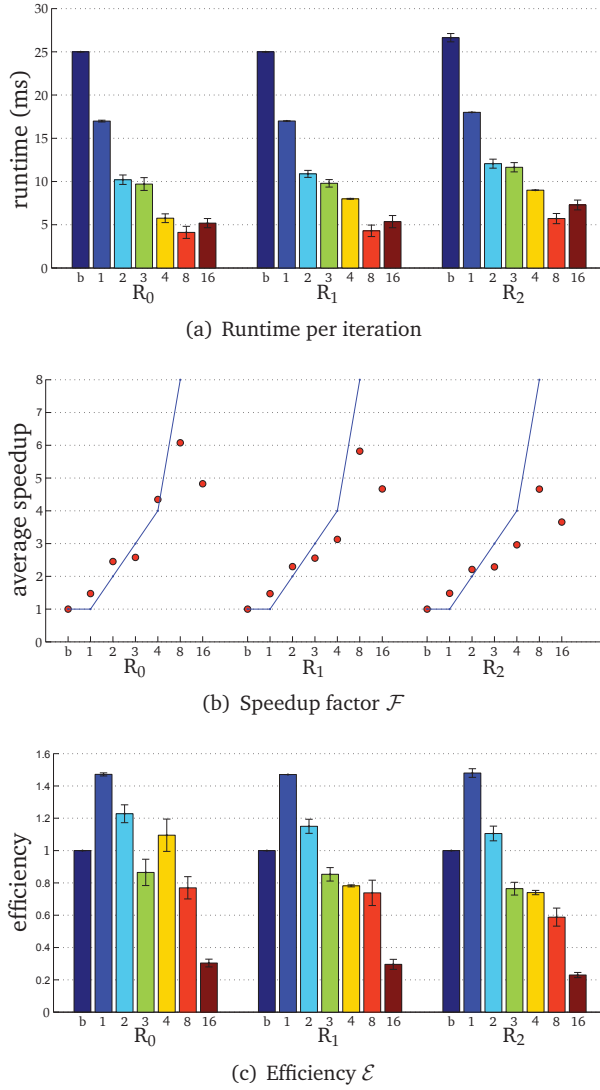 30
25
20
15
10
5
0
runtime (ms)
b 1 2 3 4 8 16 b 1 2 3 4 8 16 b 1 2 3 4 8 16
R0 R1 R2
(a) Runtime per iteration
8
7
6
5
4
3
2
1
0
average speedup
b 1 2 3 4 8 16 b 1 2 3 4 8 16 b 1 2 3 4 8 16
R0 R1 R2
(b) Speedup factor ℱ
1.6
1.4
1.2
1
0.8
0.6
0.4
0.2
0
efficiency
b 1 2 3 4 8 16 b 1 2 3 4 8 16 b 1 2 3 4 8 16
R0 R1 R2
(c) Efficiency ℰ